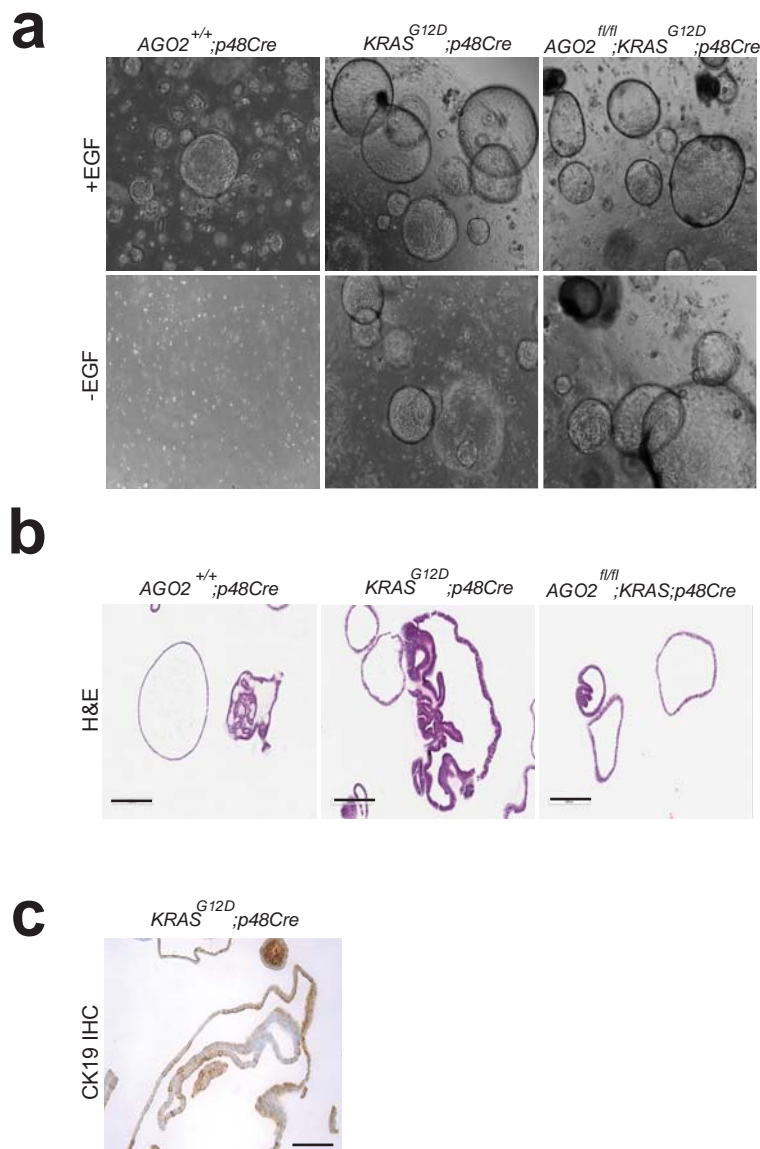 a
AGO2+/+;p48Cre
KRASG12D;p48Cre
AGO2fl/fl;KRASG12D;p48Cre
+EGF
-EGF
b
AGO2+/+;p48Cre
KRASG12D;p48Cre
AGO2fl/fl;KRAS;p48Cre
H&E
c
KRASG12D;p48Cre
CK19 IHC